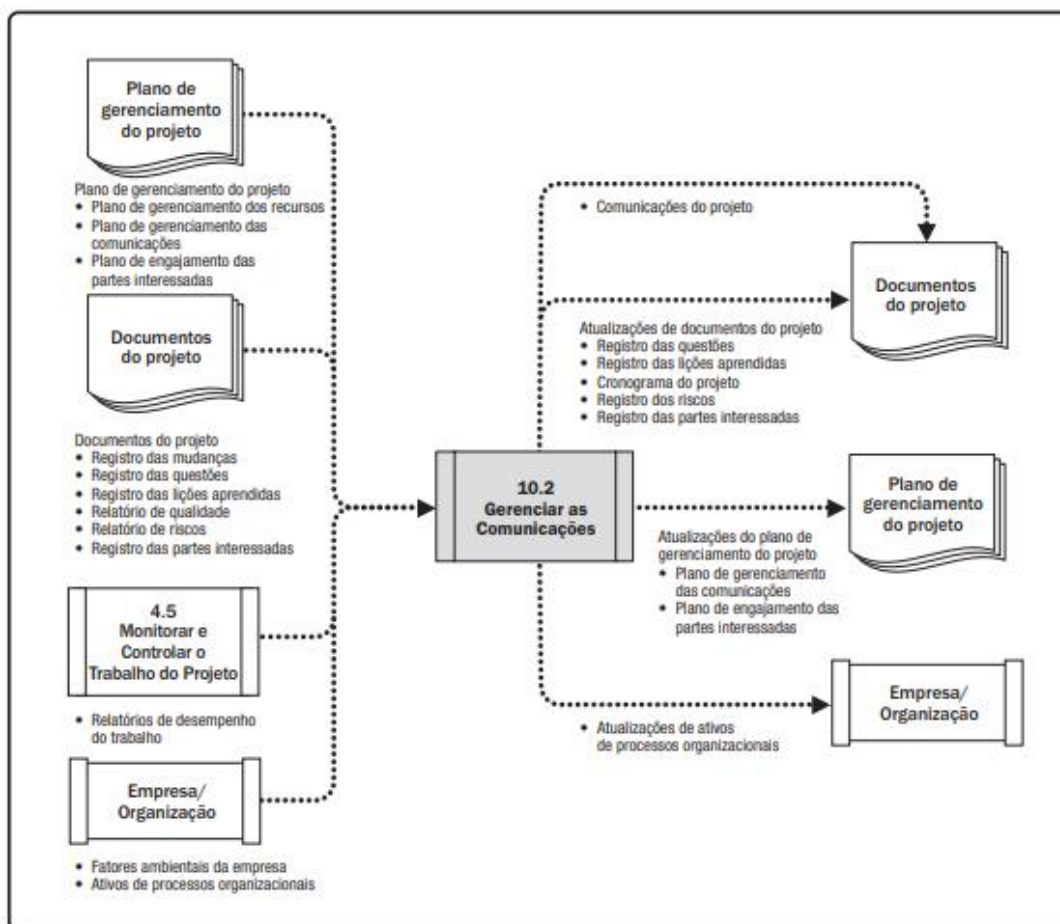 Plano de
gerenciamento
do projeto
Plano de gerenciamento do projeto
• Plano de gerenciamento dos recursos
• Plano de gerenciamento das
comunicações
• Plano de engajamento das
partes interessadas
Documentos
do projeto
Documentos do projeto
• Registro das mudanças
• Registro das questões
• Registro das lições aprendidas
• Relatório de qualidade
• Relatório de riscos
• Registro das partes interessadas
4.5
Monitorar e
Controlar o
Trabalho do Projeto
• Relatórios de desempenho
do trabalho
Empresa/
Organização
• Fatores ambientais da empresa
• Ativos de processos organizacionais
10.2
Gerenciar as
Comunicações
• Comunicações do projeto
Documentos
do projeto
Atualizações de documentos do projeto
• Registro das questões
• Registro das lições aprendidas
• Cronograma do projeto
• Registro dos riscos
• Registro das partes interessadas
Plano de
gerenciamento
do projeto
Atualizações do plano de
gerenciamento do projeto
• Plano de gerenciamento
das comunicações
• Plano de engajamento das
partes interessadas
Empresa/
Organização
• Atualizações de ativos
de processos organizacionais